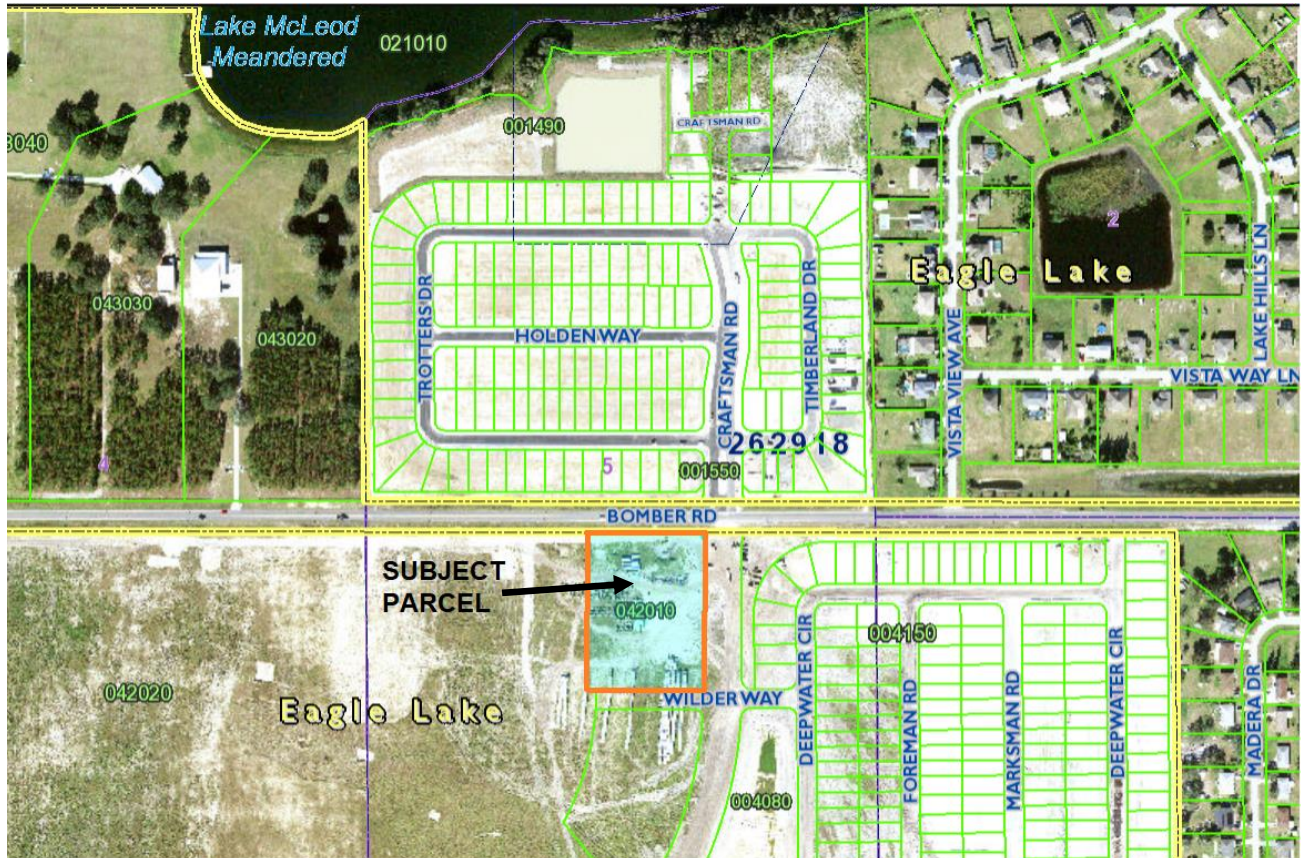 Lake McLeod
Meandered
021010
001490
CRAFTSMAN RD
3040
2
Eagle Lake
LAKE HILLS LN
043030
043020
TROTTERS DR
HOLDEN WAY
CRAFTSMAN RD
TIMBERLAND DR
VISTA VIEW AVE
VISTA WAY LN
262918
4
5
001550
BOMBER RD
SUBJECT
PARCEL
042010
004150
042020
Eagle Lake
WILDER WAY
DEEPWATER CIR
FOREMAN RD
MARKSMAN RD
DEEPWATER CIR
MADERA DR
004080